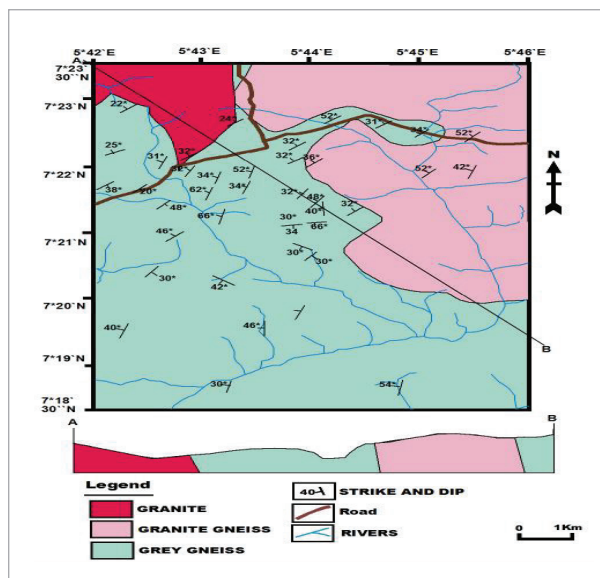 5°42`E 5°43`E 5°44`E 5°45`E 5°46`E
A
7°23`
30``N
7°23`N
7°22`N
7°21`N
7°20`N
7°19`N
7°18`
30``N
22°
24°
52°
31°
34°
52°
25°
31°
32°
32°
32°
36°
52°
42°
38°
20°
34°
52°
62°
34°
32°
48°
40°
32°
48°
66°
30°
34
66°
46°
30°
30°
30°
42°
40°
46°
30°
54°
N
B
A B
Legend
GRANITE
GRANITE GNEISS
GREY GNEISS
40 STRIKE AND DIP
Road
RIVERS
0 1Km